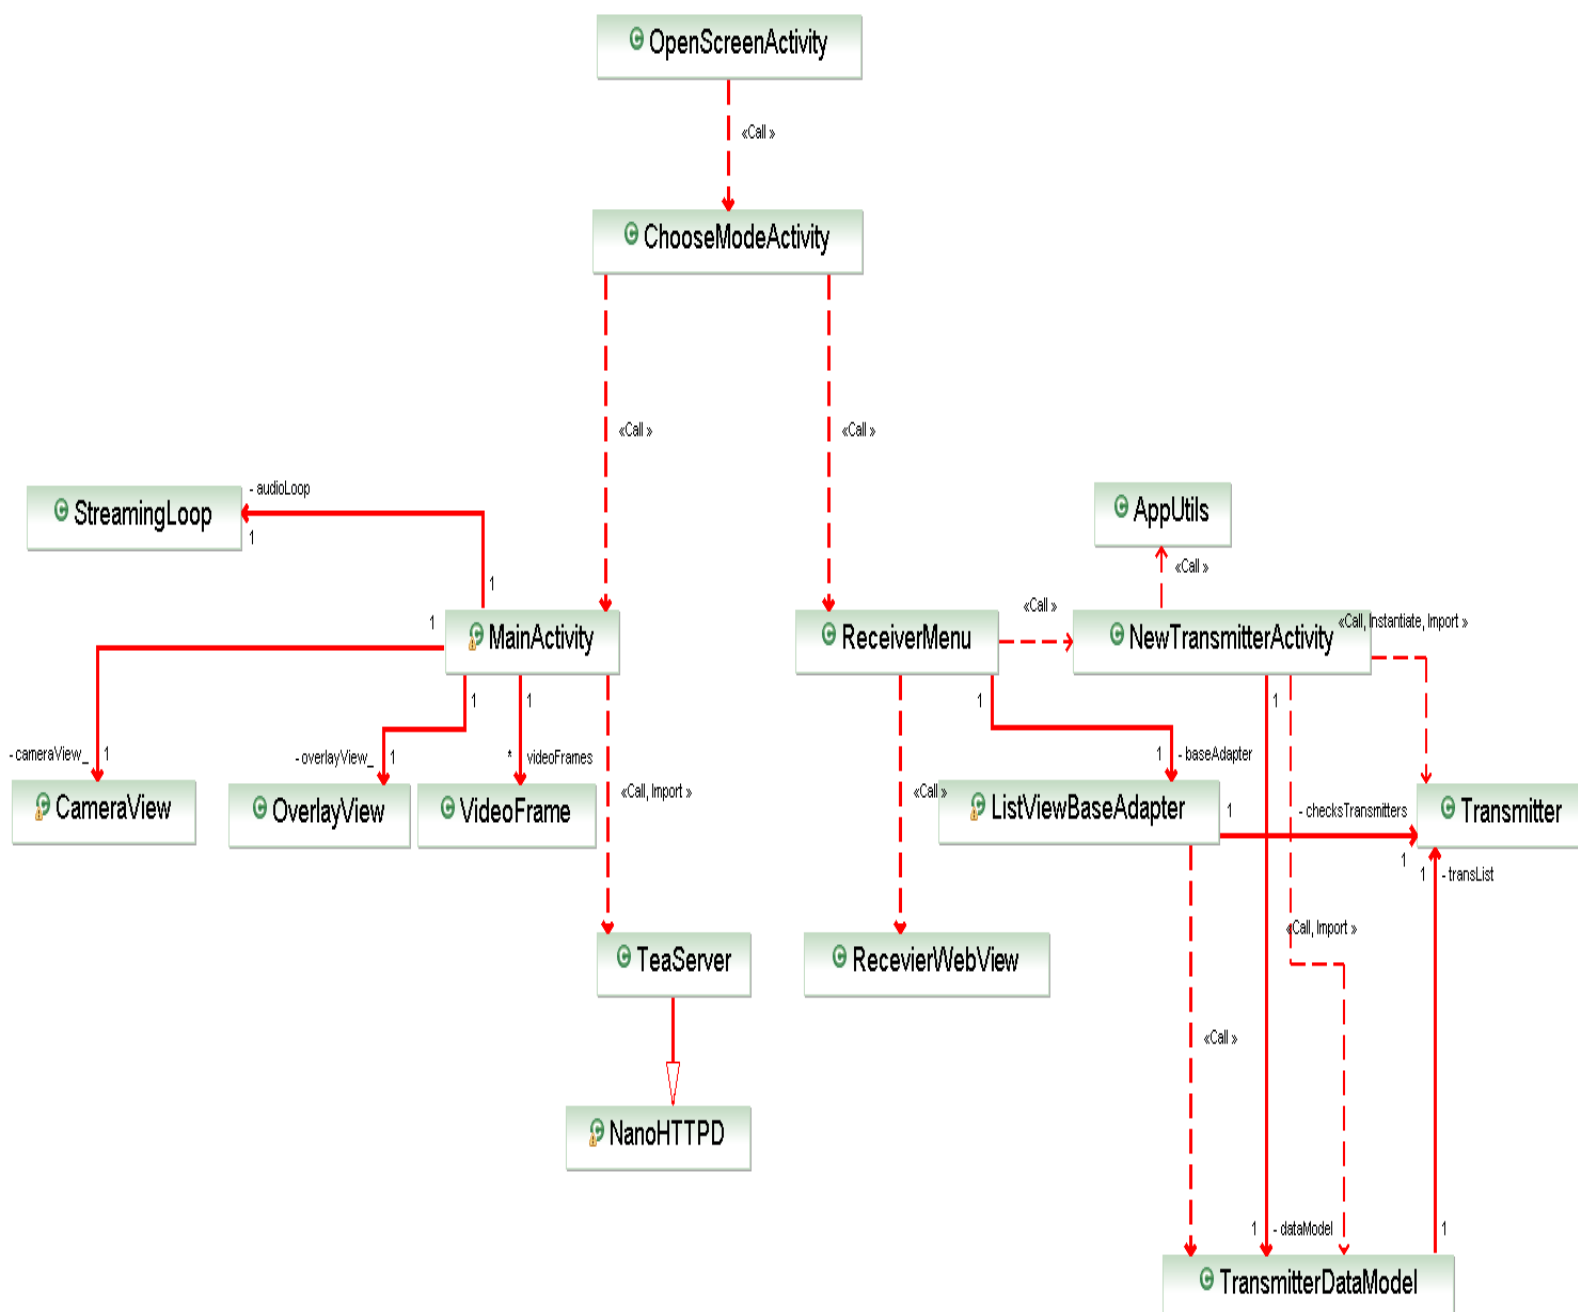 OpenScreenActivity
«Call »
ChooseModeActivity
«Call »
«Call »
- audioLoop
StreamingLoop
1
1
AppUtils
«Call »
1
MainActivity
ReceiverMenu
«Call »
NewTransmitterActivity
«Call, Instantiate, Import »
1
1
1
1
- cameraView_
1
- overlayView_
1
*
videoFrames
«Call, Import »
1
- baseAdapter
CameraView
OverlayView
VideoFrame
«Call »
ListViewBaseAdapter
1
- checksTransmitters
Transmitter
1
1
- transList
«Call, Import »
TeaServer
RecevierWebView
«Call »
NanoHTTPD
1
- dataModel
1
TransmitterDataModel